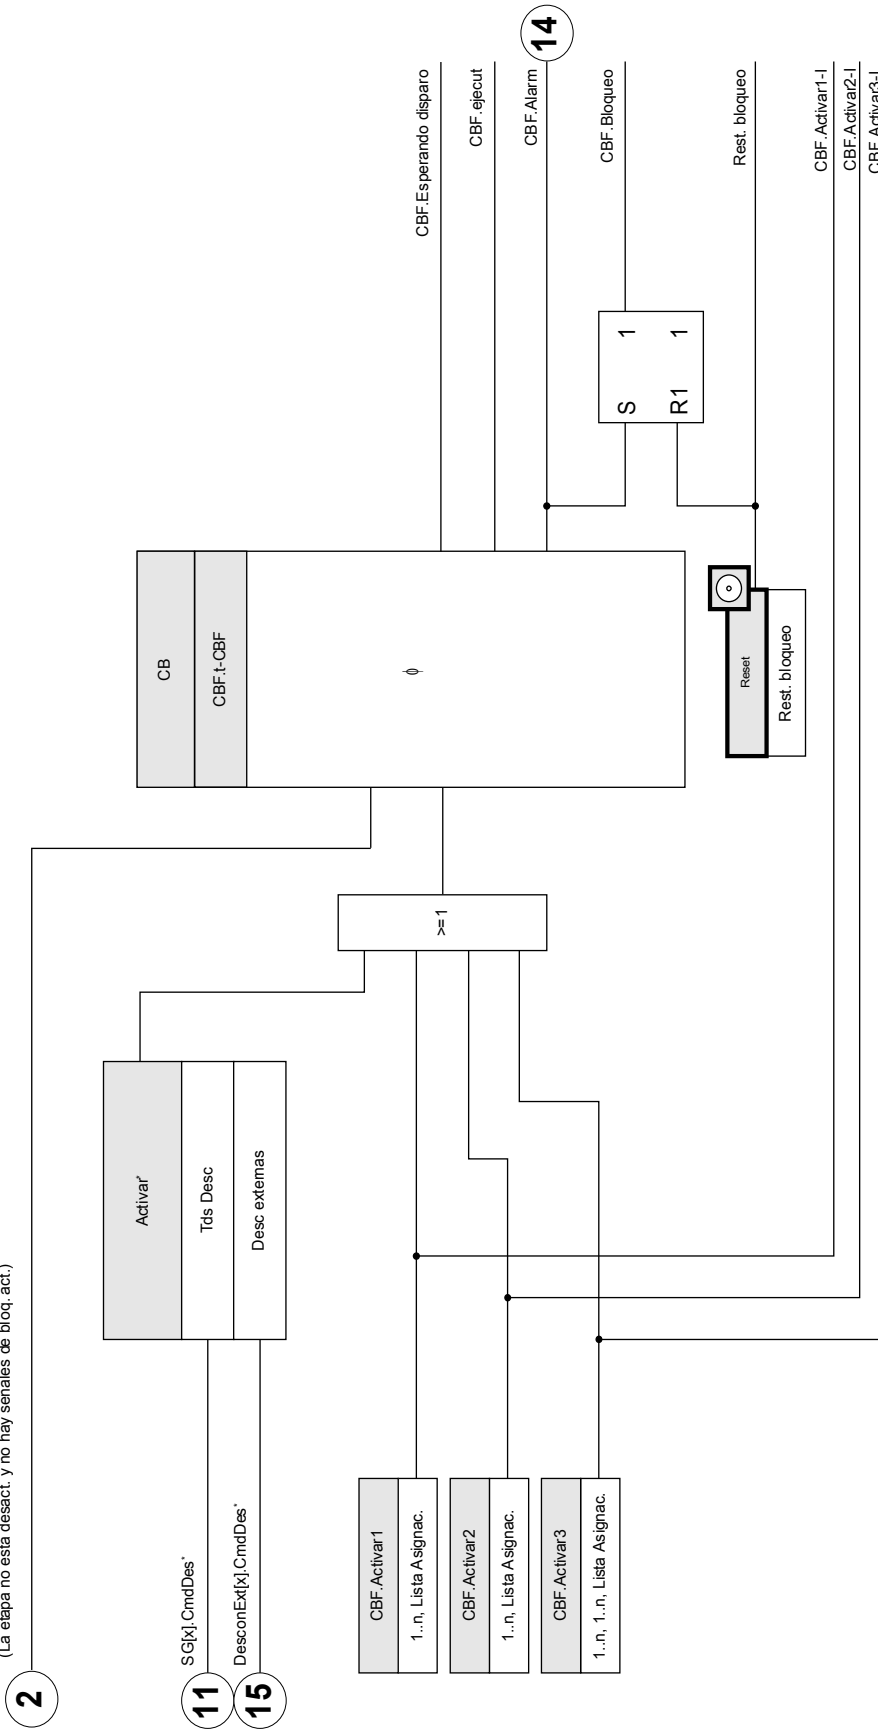 (La etapa no esta desact. y no hay senales de bloq. act.)
2
SG[x].CmdDes*
11
DesconExt[x].CmdDes*
15
Activar*
Tds Desc
Desc externas
CBF.Activar1
1..n, Lista Asignac.
CBF.Activar2
1..n, Lista Asignac.
CBF.Activar3
1..n, 1..n, Lista Asignac.
>=1
CB
CBF.t-CBF
ϕ
Reset
Rest. bloqueo
S 1
R1 1
CBF.Esperando disparo
CBF.ejecut
CBF.Alarm
14
CBF.Bloqueo
Rest. bloqueo
CBF.Activar1-I
CBF.Activar2-I
CBF.Activar3-I